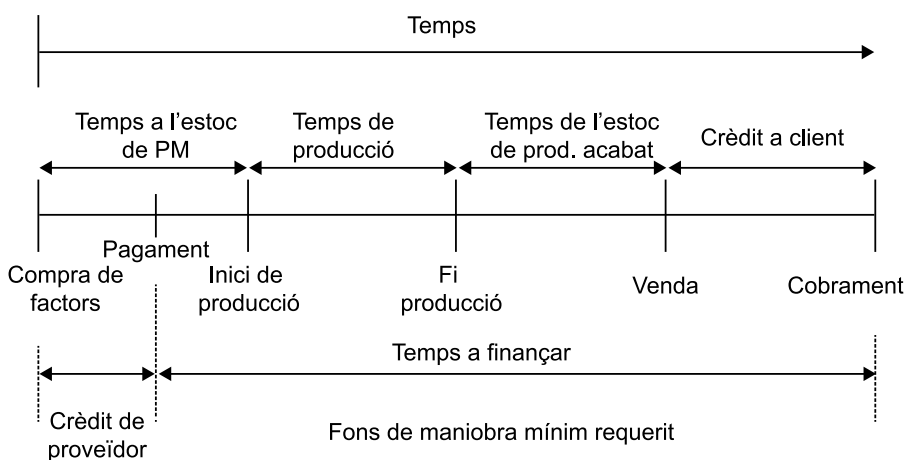 Temps
Temps a l'estoc
de PM
Temps de
producció
Temps de l'estoc
de prod. acabat
Crèdit a client
Pagament
Compra de
factors
Inici de
producció
Fi
producció
Venda
Cobrament
Temps a finançar
Crèdit de
proveïdor
Fons de maniobra mínim requerit